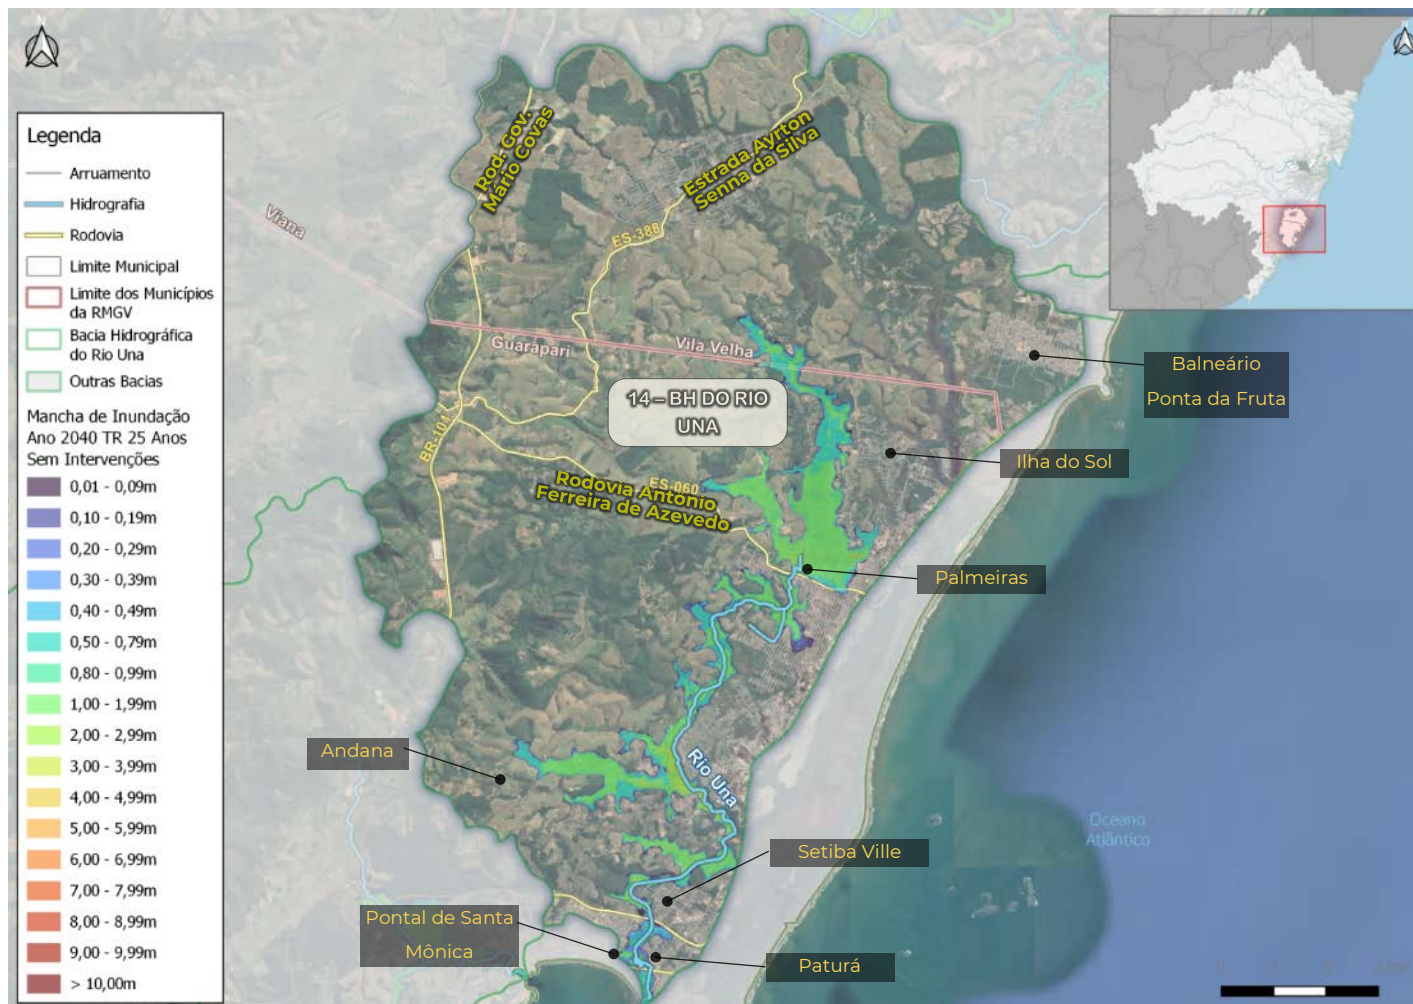 N
Legenda
Arruamento
Hidrografia
Rodovia
Limite Municipal
Limite dos Municípios
da RMGV
Bacia Hidrográfica
do Rio Una
Outras Bacias
Mancha de Inundação
Ano 2040 TR 25 Anos
Sem Intervenções
0,01 - 0,09m
0,10 - 0,19m
0,20 - 0,29m
0,30 - 0,39m
0,40 - 0,49m
0,50 - 0,79m
0,80 - 0,99m
1,00 - 1,99m
2,00 - 2,99m
3,00 - 3,99m
4,00 - 4,99m
5,00 - 5,99m
6,00 - 6,99m
7,00 - 7,99m
8,00 - 8,99m
9,00 - 9,99m
> 10,00m
Rod. Gov.
Mário Covas
Estrada Ayrton
Senna da Silva
Viana
ES-388
Guarapari
Vila Velha
BR-101
14 – BH DO RIO
UNA
Balneário
Ponta da Fruta
Ilha do Sol
ES-060
Rodovia Antônio
Ferreira de Azevedo
Palmeiras
Andana
Rio Una
Oceano
Atlântico
Setiba Ville
Pontal de Santa
Mônica
Paturá